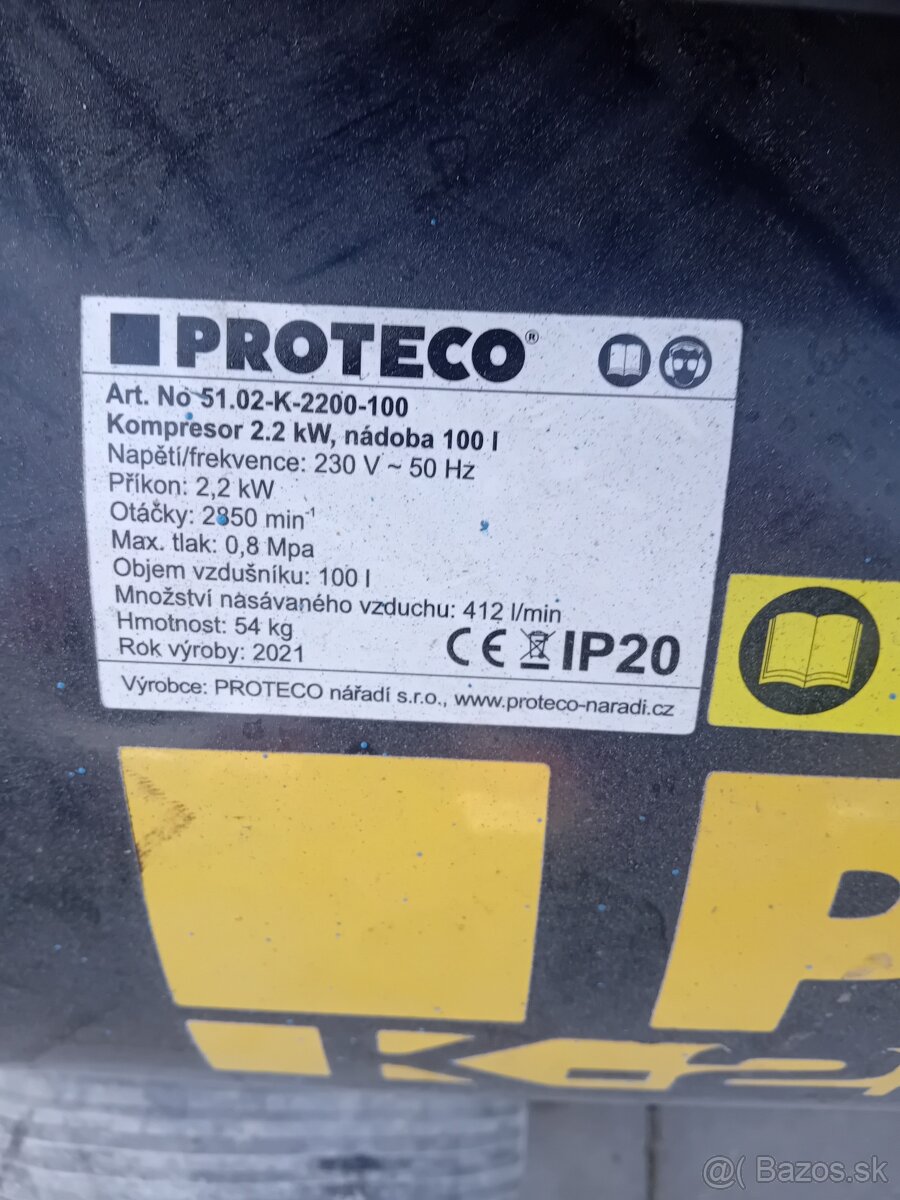 PROTECO®
Art. No 51.02-K-2200-100
Kompresor 2.2 kW, nádoba 100 l
Napětí/frekvence: 230 V ~ 50 Hz
Příkon: 2,2 kW
Otáčky: 2850 min⁻¹
Max. tlak: 0,8 Mpa
Objem vzdušníku: 100 l
Množství nasávaného vzduchu: 412 l/min
Hmotnost: 54 kg
Rok výroby: 2021
CE IP20
Výrobce: PROTECO nářadí s.r.o., www.proteco-naradi.cz
P
@( Bazos.sk